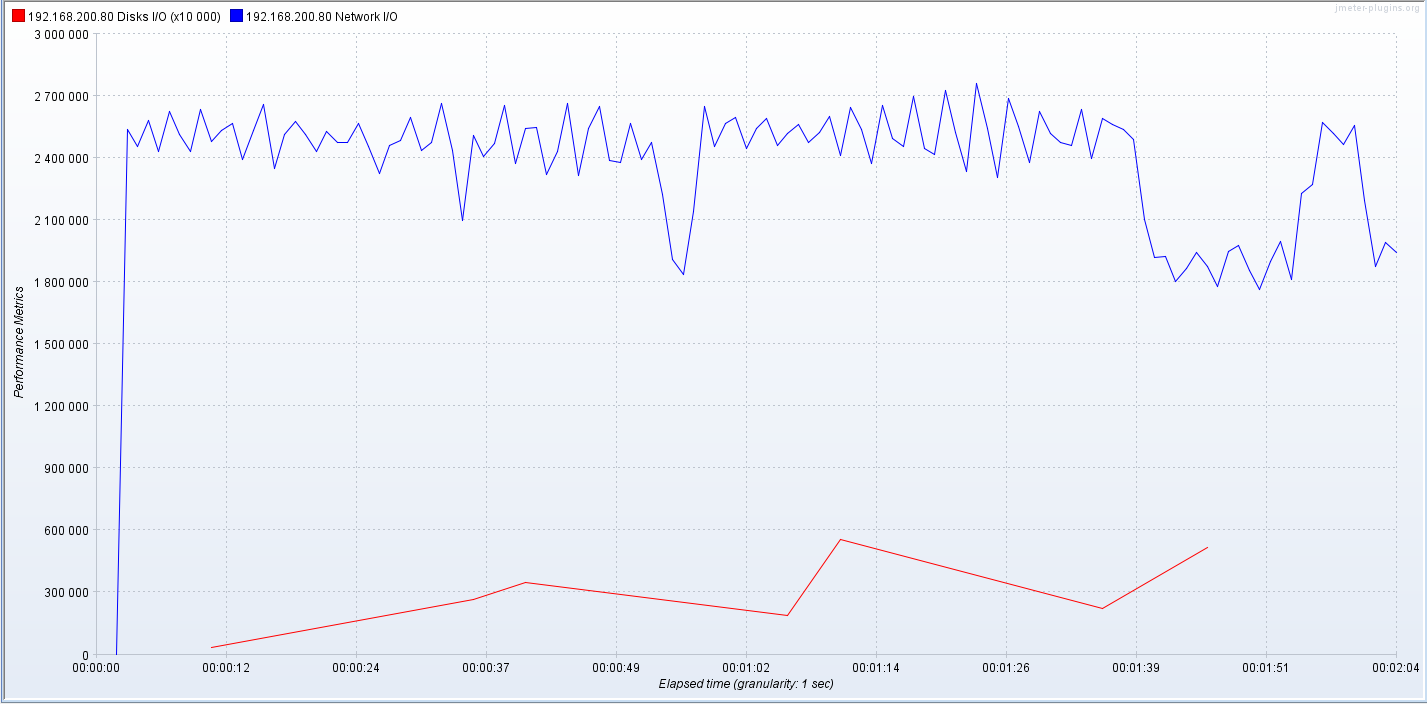 192.168.200.80 Disks I/O (x10 000) 192.168.200.80 Network I/O
jmeter-plugins.org
3 000 000
2 700 000
2 400 000
2 100 000
1 800 000
1 500 000
1 200 000
900 000
600 000
300 000
0
Performance Metrics
00:00:00 00:00:12 00:00:24 00:00:37 00:00:49 00:01:02 00:01:14 00:01:26 00:01:39 00:01:51 00:02:04
Elapsed time (granularity: 1 sec)